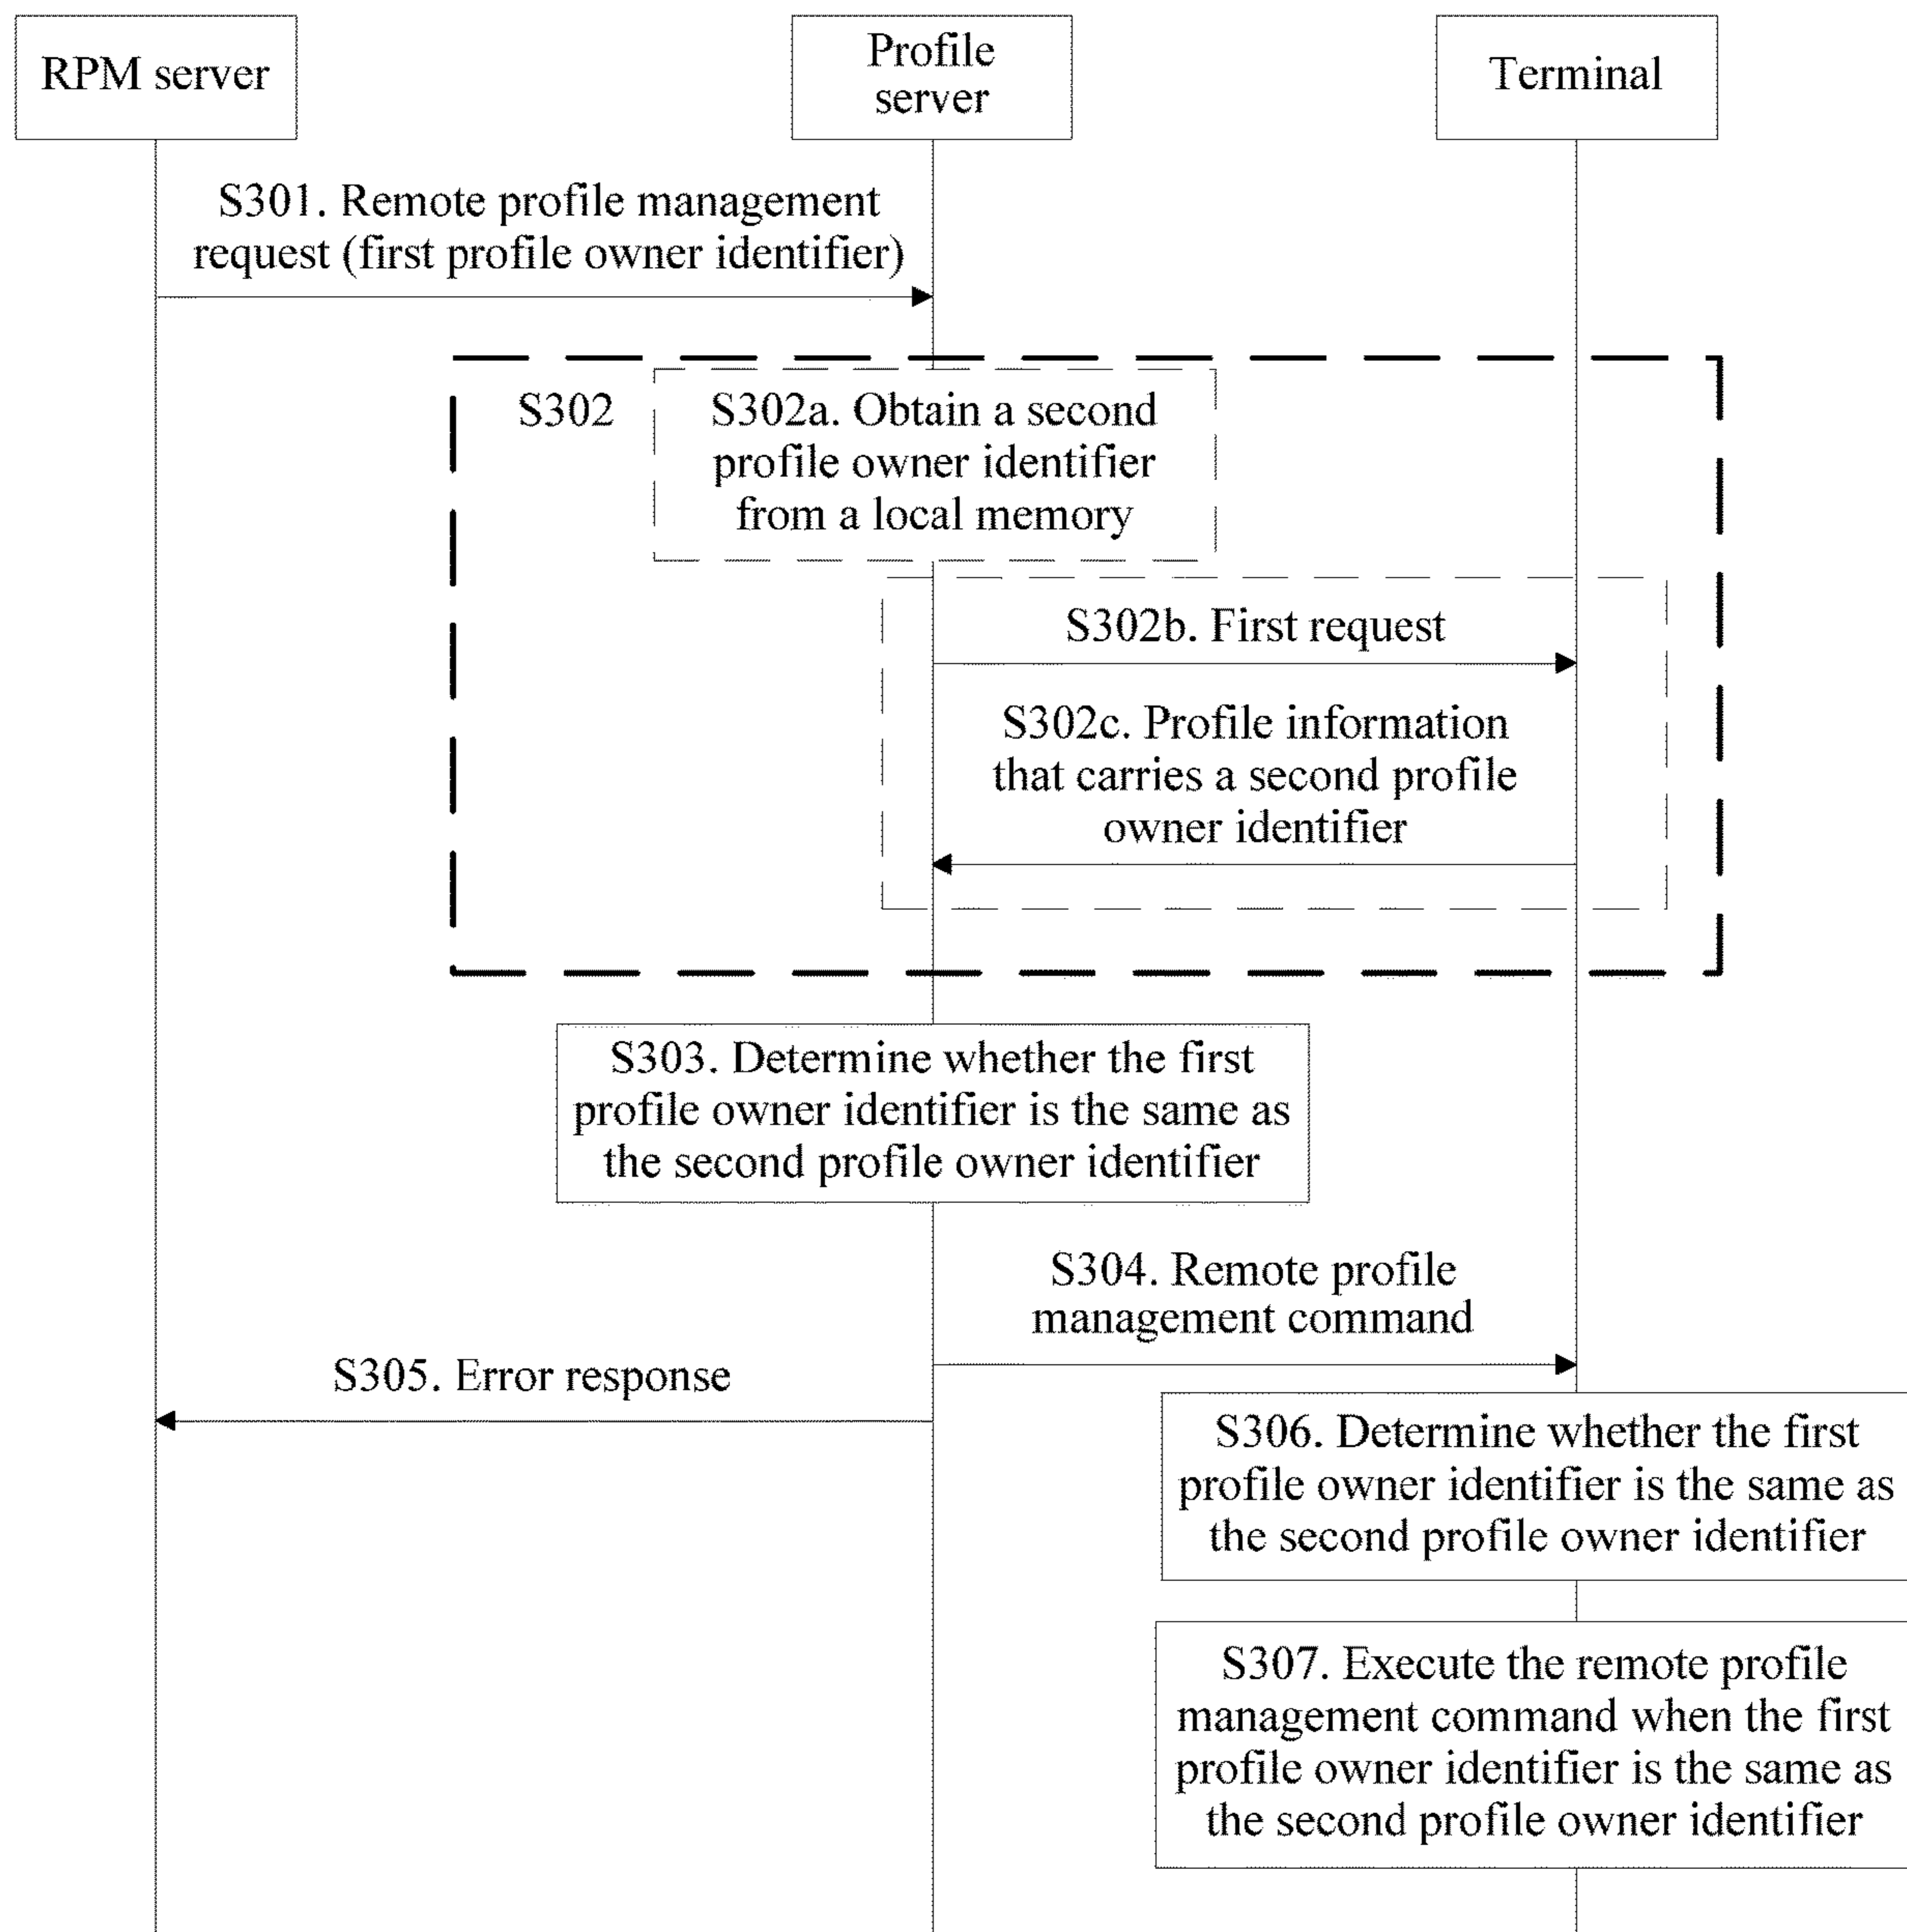 RPM server
Profile
server
Terminal
S301. Remote profile management
request (first profile owner identifier)
S302
S302a. Obtain a second
profile owner identifier
from a local memory
S302b. First request
S302c. Profile information
that carries a second profile
owner identifier
S303. Determine whether the first
profile owner identifier is the same as
the second profile owner identifier
S304. Remote profile
management command
S305. Error response
S306. Determine whether the first
profile owner identifier is the same as
the second profile owner identifier
S307. Execute the remote profile
management command when the first
profile owner identifier is the same as
the second profile owner identifier